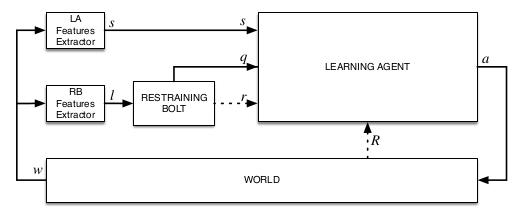 LA
Features
Extractor
s
s
q
LEARNING AGENT
a
RB
Features
Extractor
l
RESTRAINING
BOLT
r
R
w
WORLD